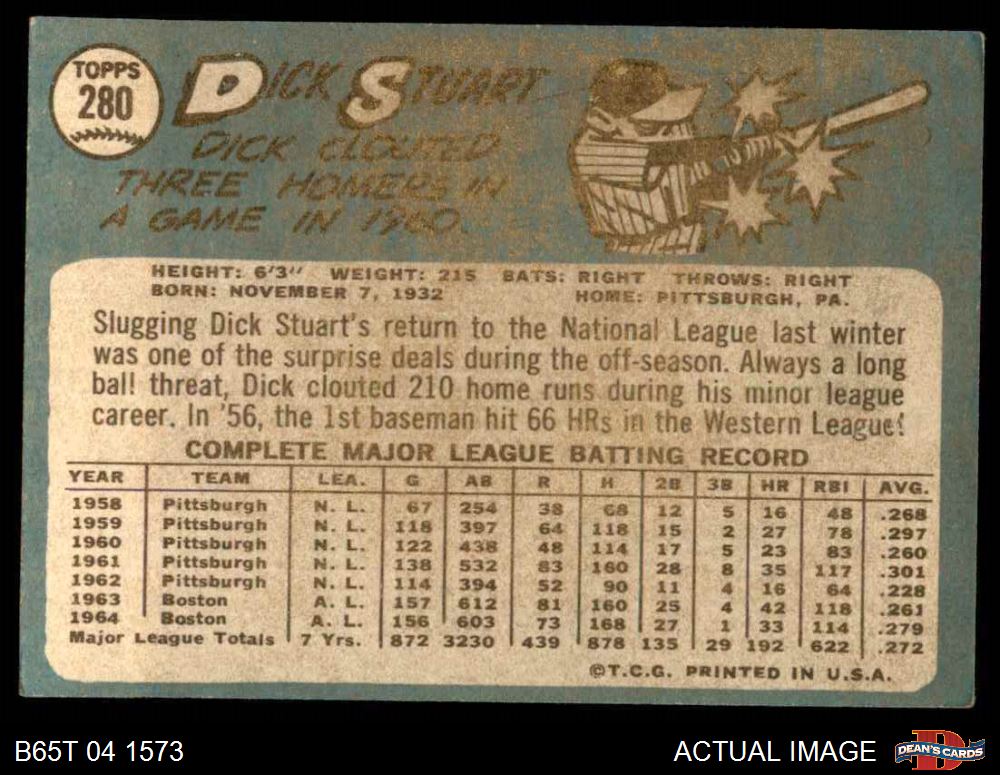 TOPPS
280
DICK STUART
DICK CLOUTED
THREE HOMERS IN
A GAME IN 1960.
HEIGHT: 6'3" WEIGHT: 215 BATS: RIGHT THROWS: RIGHT
BORN: NOVEMBER 7, 1932 HOME: PITTSBURGH, PA.
Slugging Dick Stuart's return to the National League last winter
was one of the surprise deals during the off-season. Always a long
ball threat, Dick clouted 210 home runs during his minor league
career. In '56, the 1st baseman hit 66 HRs in the Western League!
COMPLETE MAJOR LEAGUE BATTING RECORD
YEAR TEAM LEA. G AB R H 2B 3B HR RBI AVG.
1958 Pittsburgh N. L. 67 254 38 68 12 5 16 48 .268
1959 Pittsburgh N. L. 118 397 64 118 15 2 27 78 .297
1960 Pittsburgh N. L. 122 438 48 114 17 5 23 83 .260
1961 Pittsburgh N. L. 138 532 83 160 28 8 35 117 .301
1962 Pittsburgh N. L. 114 394 52 90 11 4 16 64 .228
1963 Boston A. L. 157 612 81 160 25 4 42 118 .261
1964 Boston A. L. 156 603 73 168 27 1 33 114 .279
Major League Totals 7 Yrs. 872 3230 439 878 135 29 192 622 .272
©T.C.G. PRINTED IN U.S.A.
B65T 04 1573
ACTUAL IMAGE
DEAN'S CARDS